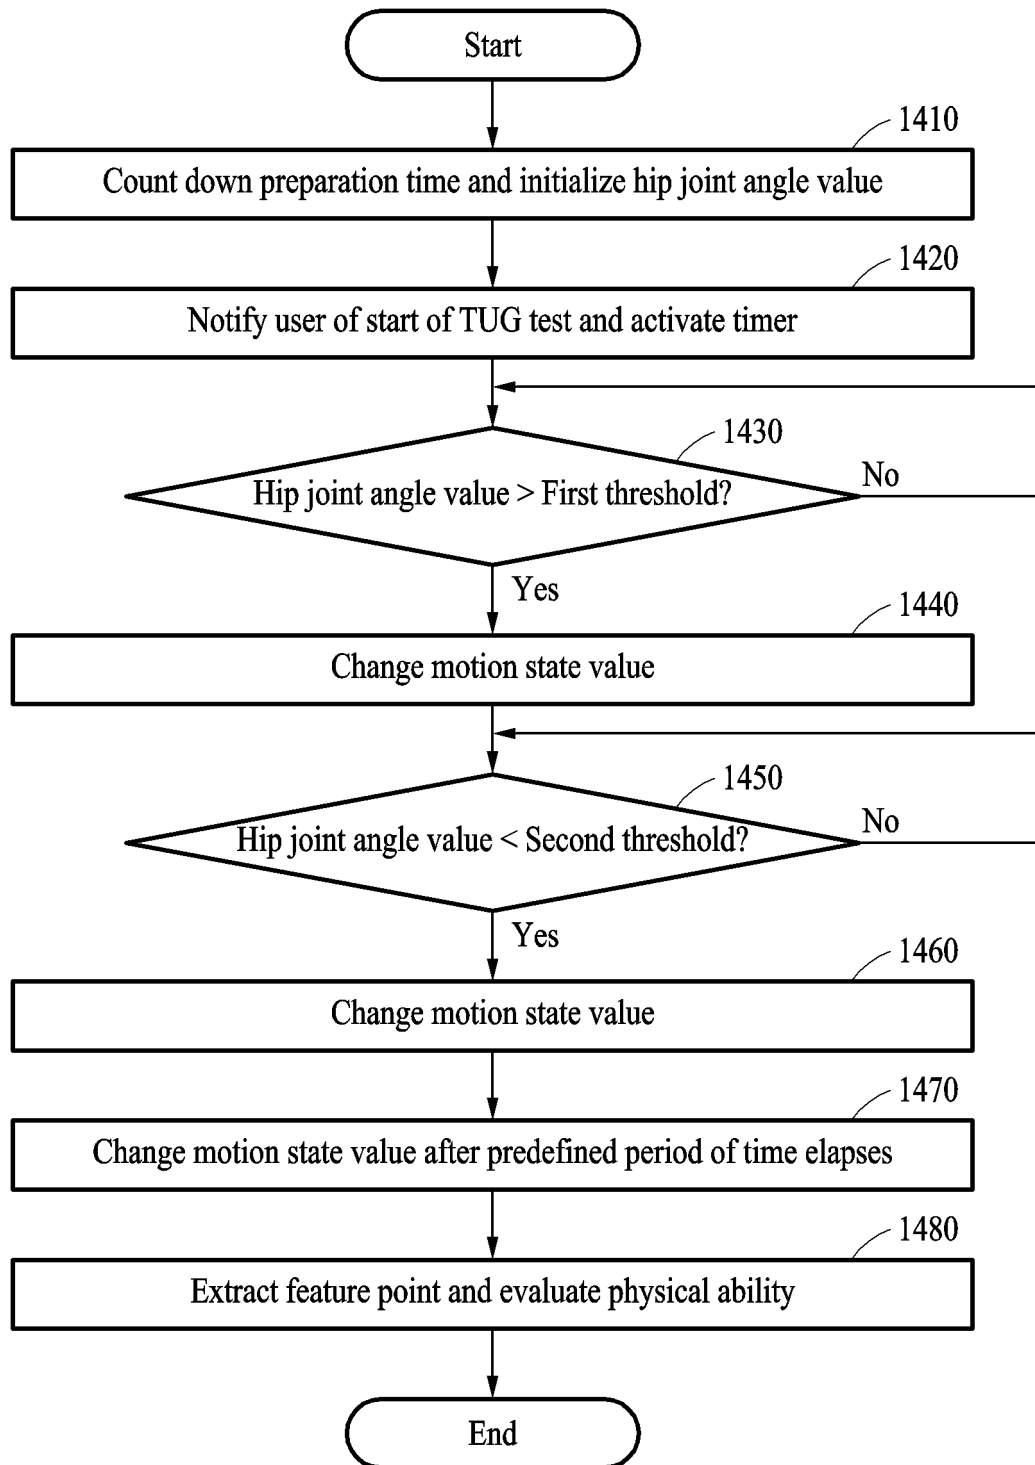 Start
1410
Count down preparation time and initialize hip joint angle value
1420
Notify user of start of TUG test and activate timer
1430
Hip joint angle value > First threshold?
No
Yes
1440
Change motion state value
1450
Hip joint angle value < Second threshold?
No
Yes
1460
Change motion state value
1470
Change motion state value after predefined period of time elapses
1480
Extract feature point and evaluate physical ability
End